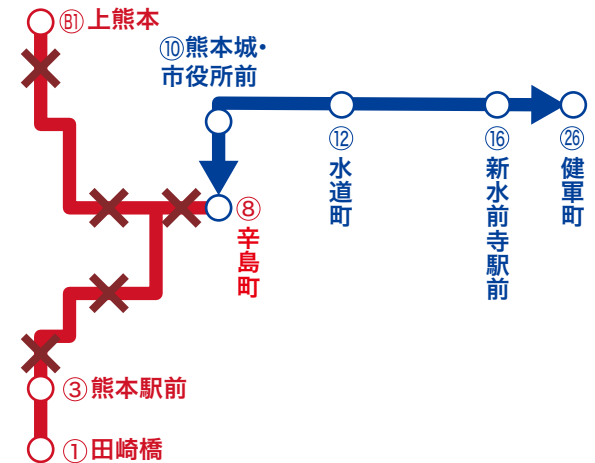 Ⓑ1上熊本
⑩熊本城・
市役所前
⑫
水道町
⑯
新水前寺駅前
㉖
健軍町
⑧
辛島町
③熊本駅前
①田崎橋